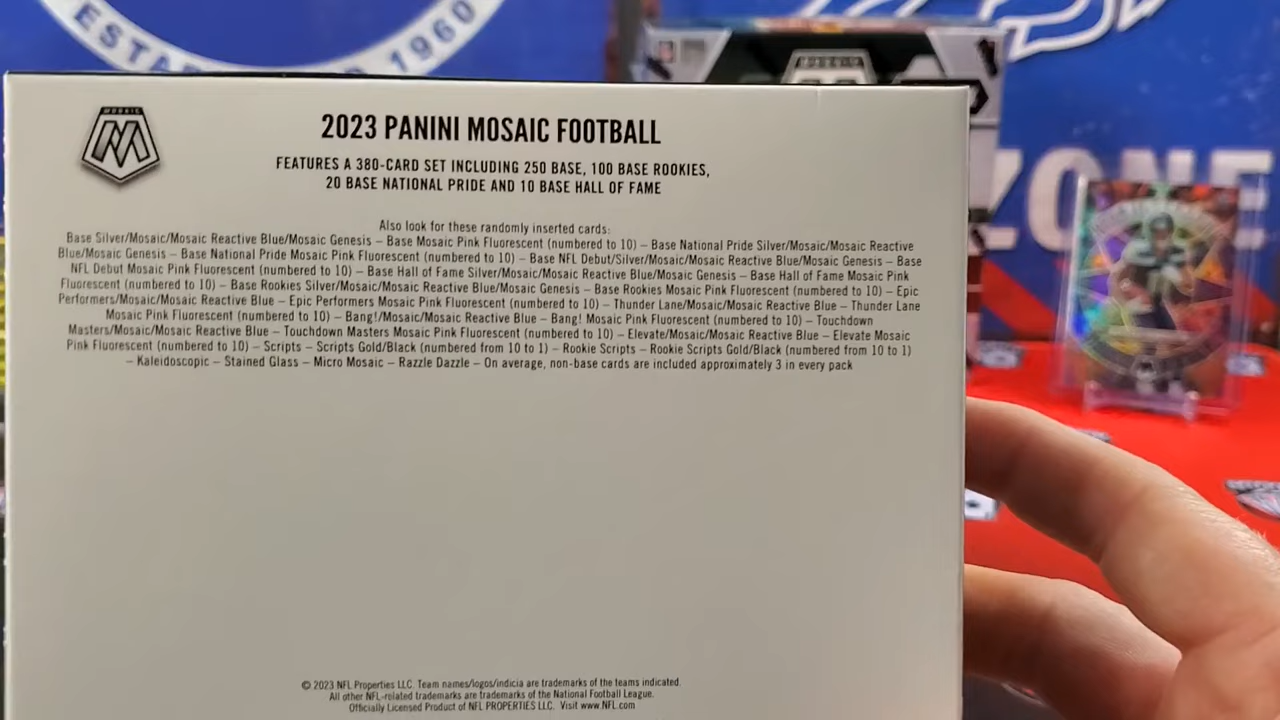 ESTA D 1960
MOSAIC
2023 PANINI MOSAIC FOOTBALL
FEATURES A 380-CARD SET INCLUDING 250 BASE, 100 BASE ROOKIES,
20 BASE NATIONAL PRIDE AND 10 BASE HALL OF FAME
Also look for these randomly inserted cards:
Base Silver/Mosaic/Mosaic Reactive Blue/Mosaic Genesis – Base Mosaic Pink Fluorescent (numbered to 10) – Base National Pride Silver/Mosaic/Mosaic Reactive
Blue/Mosaic Genesis – Base National Pride Mosaic Pink Fluorescent (numbered to 10) – Base NFL Debut/Silver/Mosaic/Mosaic Reactive Blue/Mosaic Genesis – Base
NFL Debut Mosaic Pink Fluorescent (numbered to 10) – Base Hall of Fame Silver/Mosaic/Mosaic Reactive Blue/Mosaic Genesis – Base Hall of Fame Mosaic Pink
Fluorescent (numbered to 10) – Base Rookies Silver/Mosaic/Mosaic Reactive Blue/Mosaic Genesis – Base Rookies Mosaic Pink Fluorescent (numbered to 10) – Epic
Performers/Mosaic/Mosaic Reactive Blue – Epic Performers Mosaic Pink Fluorescent (numbered to 10) – Thunder Lane/Mosaic/Mosaic Reactive Blue – Thunder Lane
Mosaic Pink Fluorescent (numbered to 10) – Bang!/Mosaic/Mosaic Reactive Blue – Bang! Mosaic Pink Fluorescent (numbered to 10) – Touchdown
Masters/Mosaic/Mosaic Reactive Blue – Touchdown Masters Mosaic Pink Fluorescent (numbered to 10) – Elevate/Mosaic/Mosaic Reactive Blue – Elevate Mosaic
Pink Fluorescent (numbered to 10) – Scripts – Scripts Gold/Black (numbered from 10 to 1) – Rookie Scripts – Rookie Scripts Gold/Black (numbered from 10 to 1)
– Kaleidoscopic – Stained Glass – Micro Mosaic – Razzle Dazzle – On average, non-base cards are included approximately 3 in every pack
© 2023 NFL Properties LLC. Team names/logos/indicia are trademarks of the teams indicated.
All other NFL-related trademarks are trademarks of the National Football League.
Officially Licensed Product of NFL PROPERTIES LLC. Visit www.NFL.com
ZONE